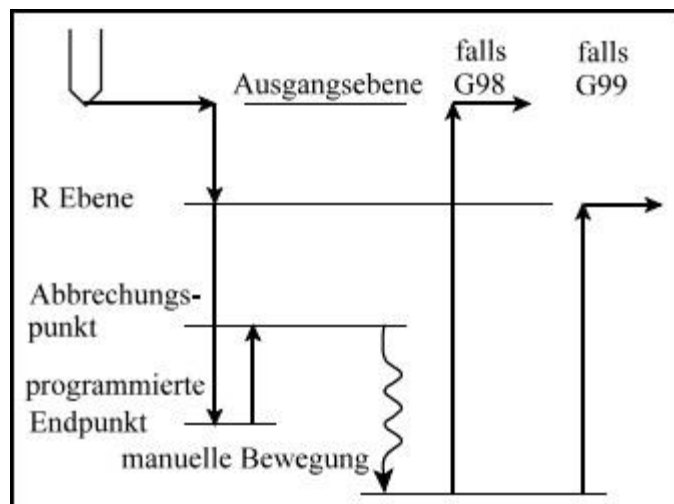 falls
G98
falls
G99
Ausgangsebene
R Ebene
Abbrechungs-
punkt
programmierte
Endpunkt
manuelle Bewegung